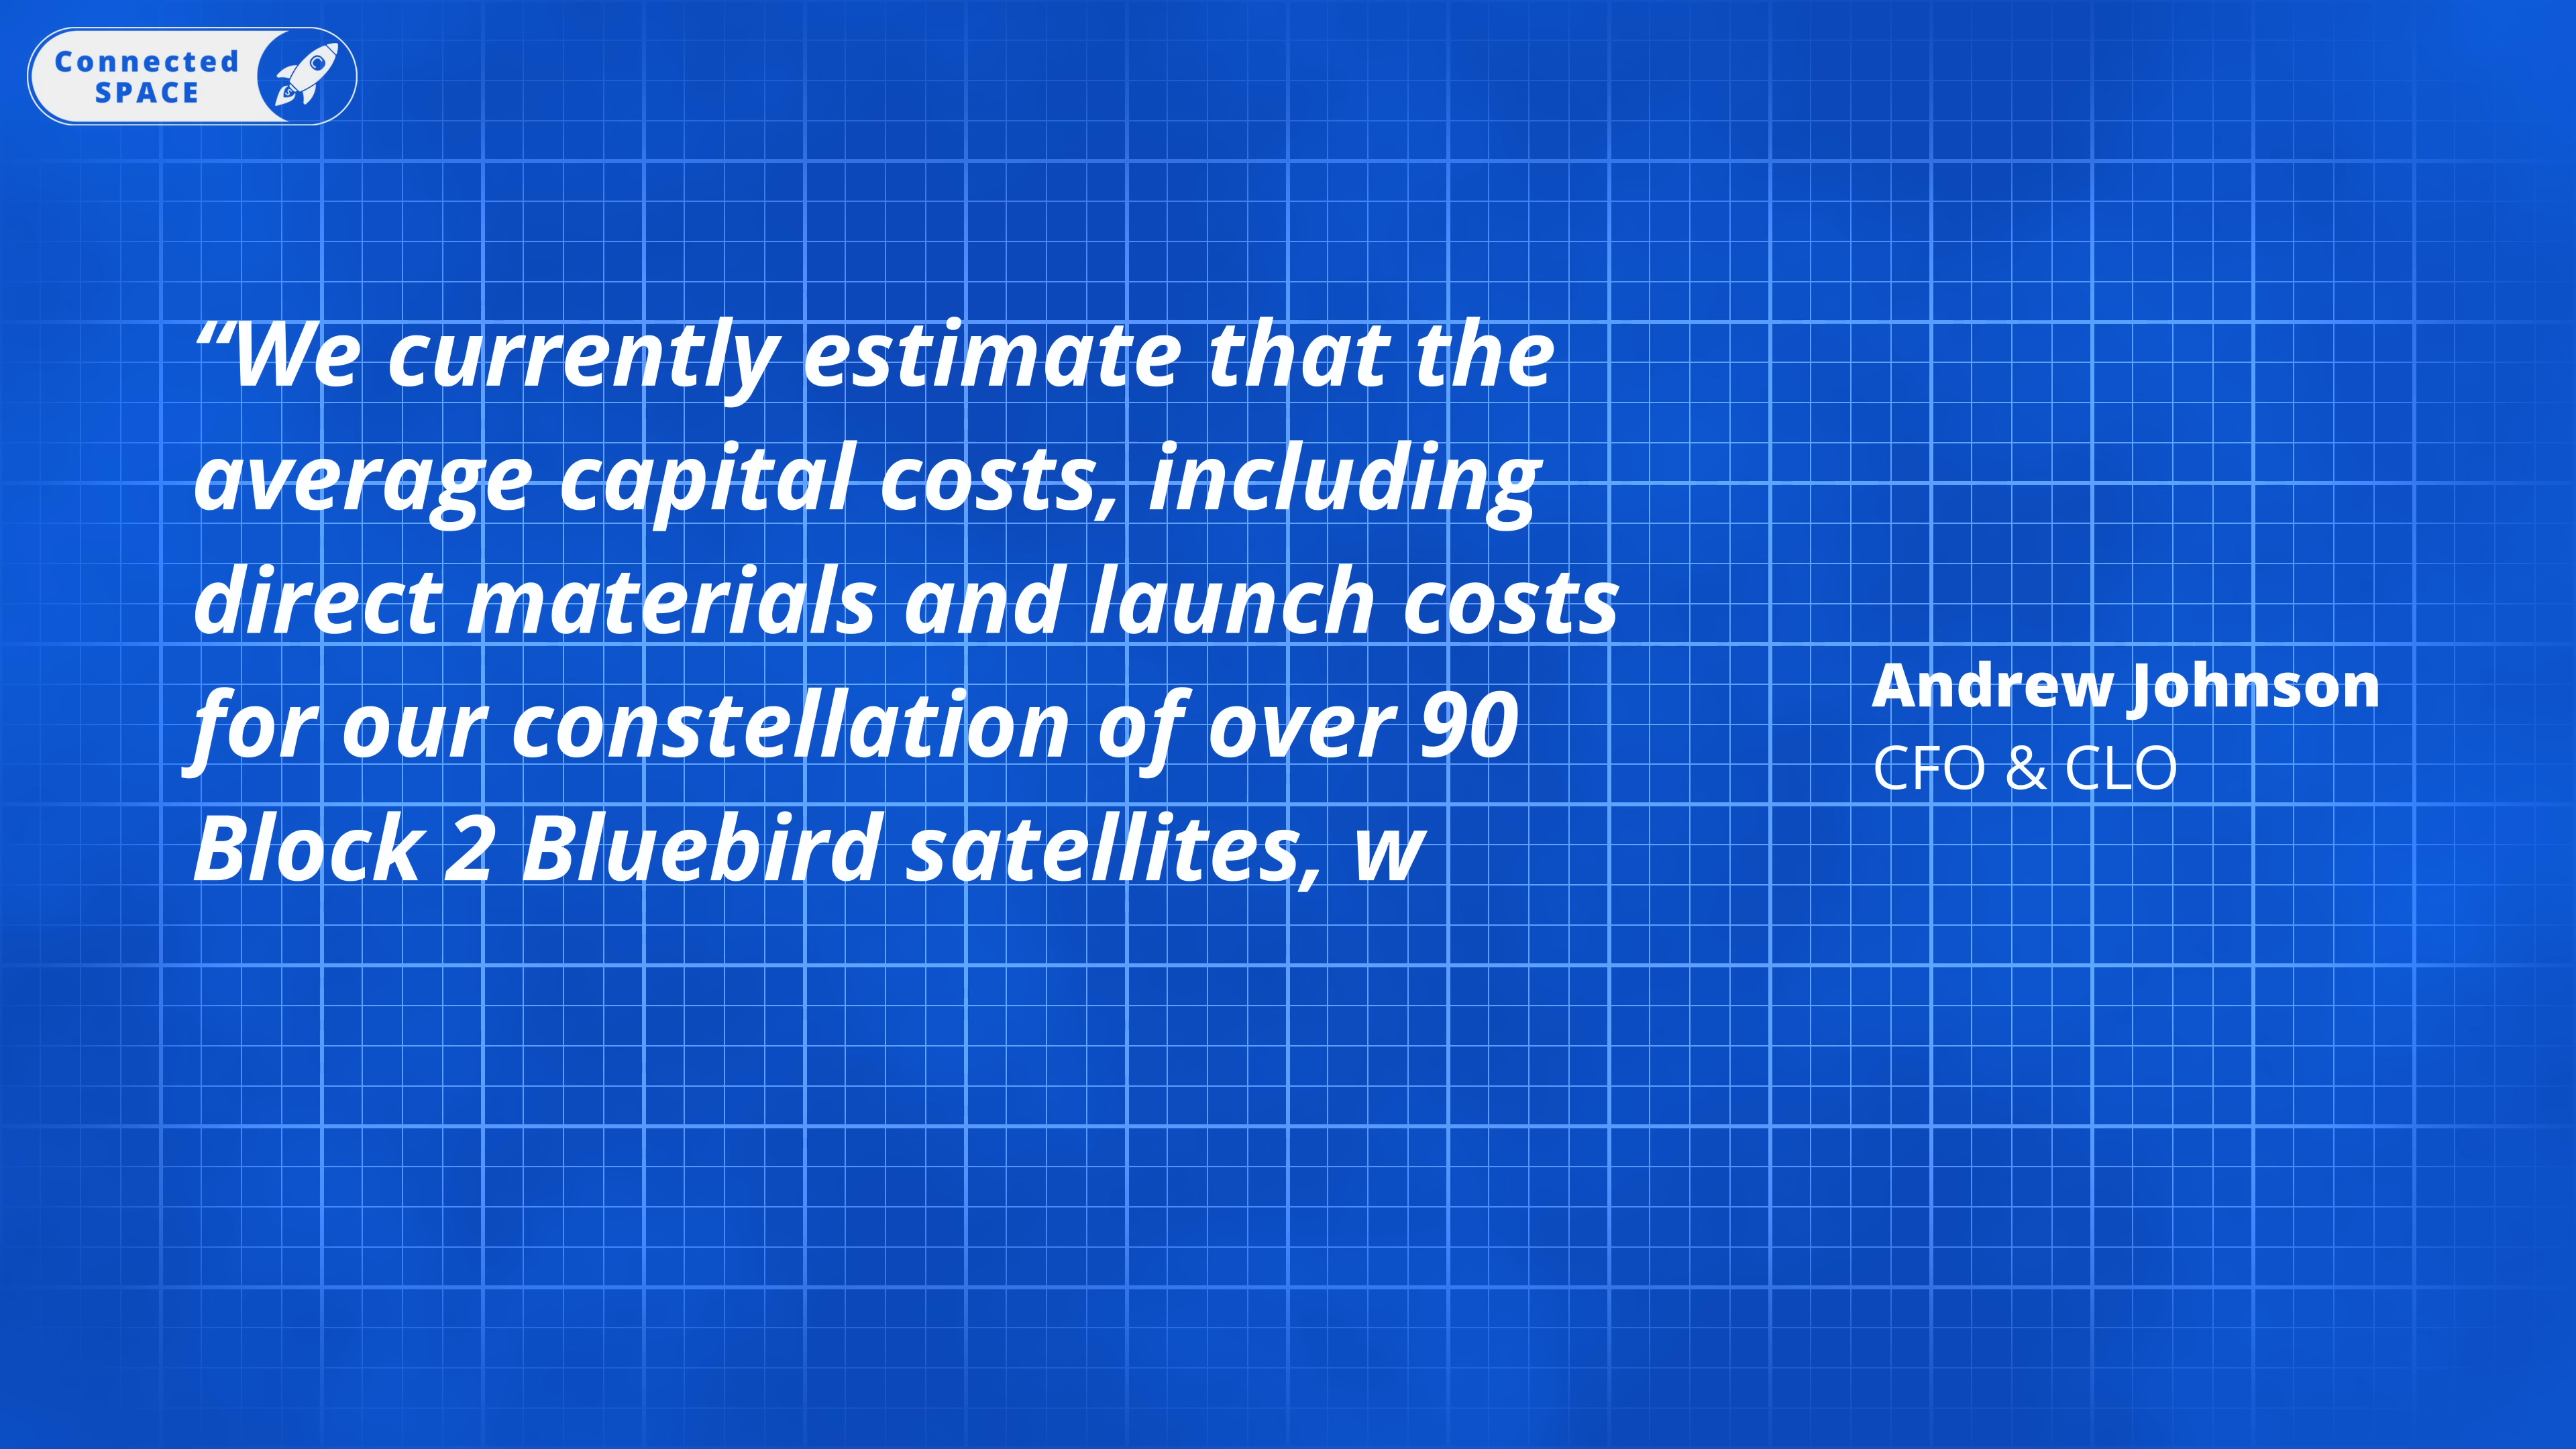 Connected
SPACE
“We currently estimate that the
average capital costs, including
direct materials and launch costs
for our constellation of over 90
Block 2 Bluebird satellites, w
Andrew Johnson
CFO & CLO